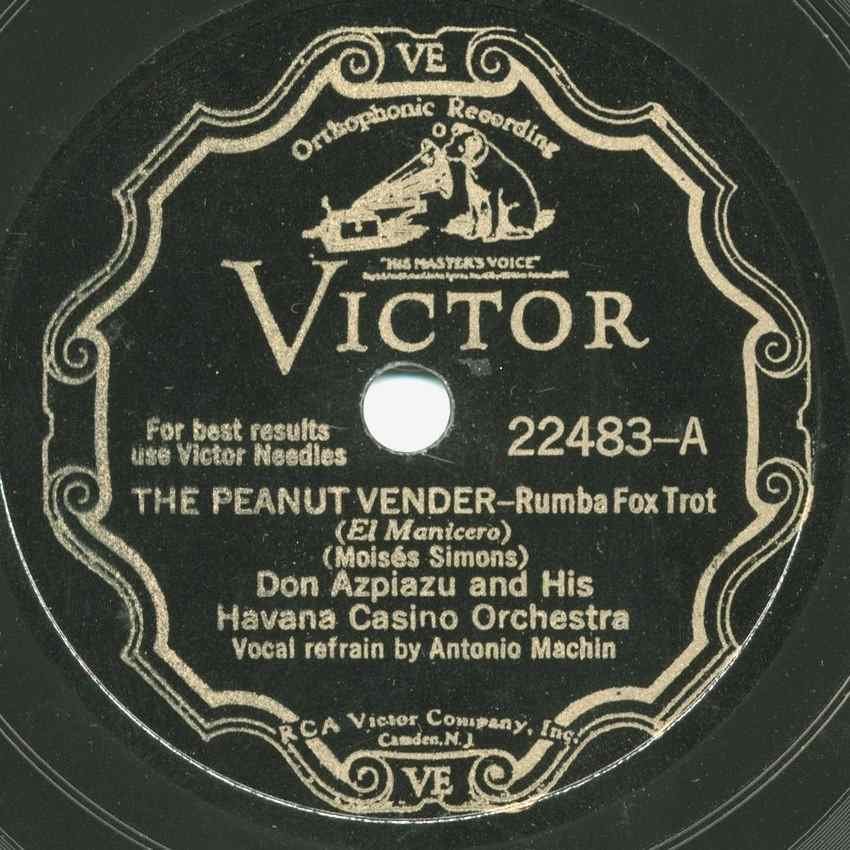 VE
Orthophonic Recording
"HIS MASTER'S VOICE"
VICTOR
For best results
use Victor Needles
22483-A
THE PEANUT VENDER-Rumba Fox Trot
(El Manicero)
(Moisés Simons)
Don Azpiazu and His
Havana Casino Orchestra
Vocal refrain by Antonio Machin
RCA Victor Company, Inc.
Camden, N.J.
VE